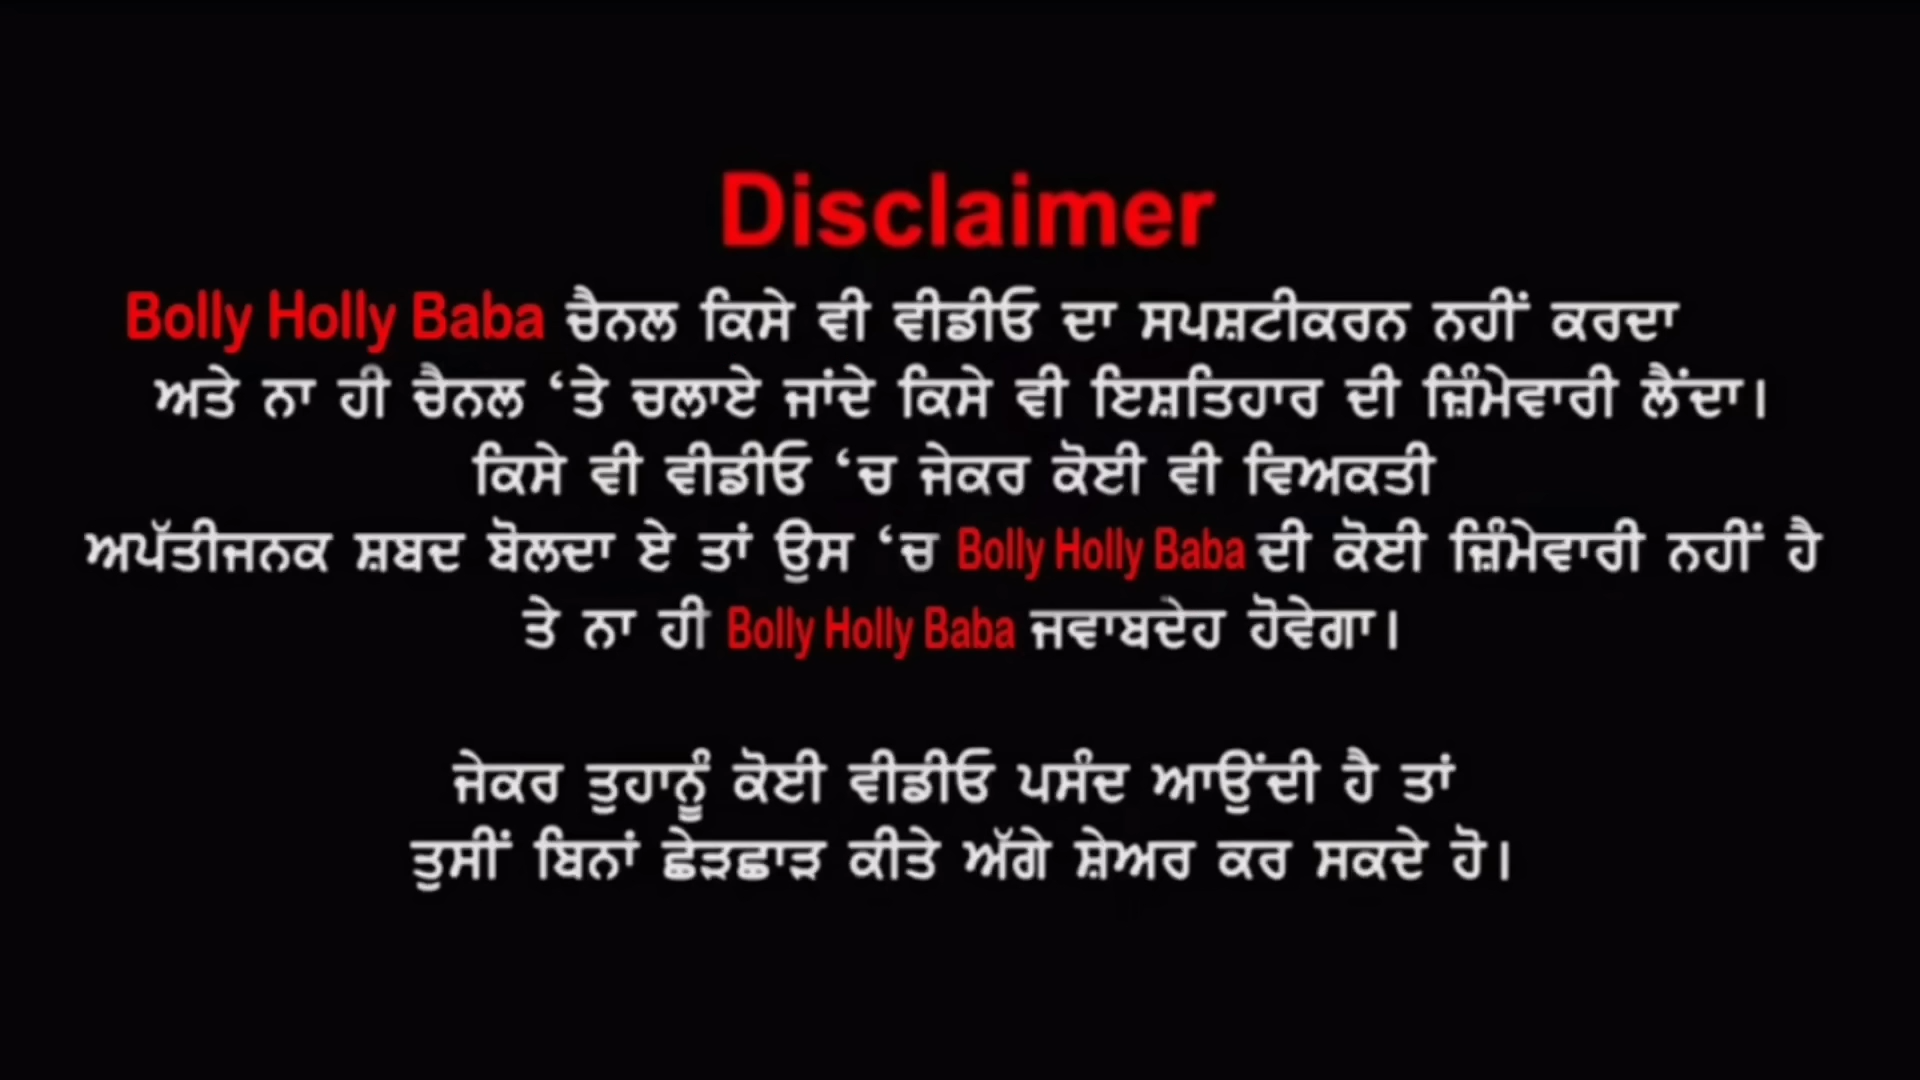 Disclaimer
Bolly Holly Baba ਚੈਨਲ ਕਿਸੇ ਵੀ ਵੀਡੀਓ ਦਾ ਸਪਸ਼ਟੀਕਰਨ ਨਹੀਂ ਕਰਦਾ
ਅਤੇ ਨਾ ਹੀ ਚੈਨਲ ‘ਤੇ ਚਲਾਏ ਜਾਂਦੇ ਕਿਸੇ ਵੀ ਇਸ਼ਤਿਹਾਰ ਦੀ ਜ਼ਿੰਮੇਵਾਰੀ ਲੈਂਦਾ।
ਕਿਸੇ ਵੀ ਵੀਡੀਓ ‘ਚ ਜੇਕਰ ਕੋਈ ਵੀ ਵਿਅਕਤੀ
ਅਪੱਤੀਜਨਕ ਸ਼ਬਦ ਬੋਲਦਾ ਏ ਤਾਂ ਉਸ ‘ਚ Bolly Holly Baba ਦੀ ਕੋਈ ਜ਼ਿੰਮੇਵਾਰੀ ਨਹੀਂ ਹੈ
ਤੇ ਨਾ ਹੀ Bolly Holly Baba ਜਵਾਬਦੇਹ ਹੋਵੇਗਾ।
ਜੇਕਰ ਤੁਹਾਨੂੰ ਕੋਈ ਵੀਡੀਓ ਪਸੰਦ ਆਉਂਦੀ ਹੈ ਤਾਂ
ਤੁਸੀਂ ਬਿਨਾਂ ਛੇੜਛਾੜ ਕੀਤੇ ਅੱਗੇ ਸ਼ੇਅਰ ਕਰ ਸਕਦੇ ਹੋ।